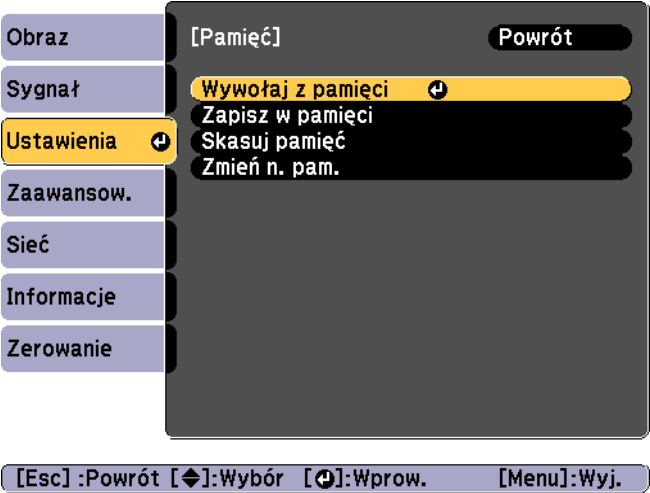 Obraz
Sygnał
Ustawienia
Zaawansow.
Sieć
Informacje
Zerowanie
[Pamięć] Powrót
Wywołaj z pamięci
Zapisz w pamięci
Skasuj pamięć
Zmień n. pam.
[Esc] :Powrót [ ]:Wybór [ ]:Wprow. [Menu]:Wyj.